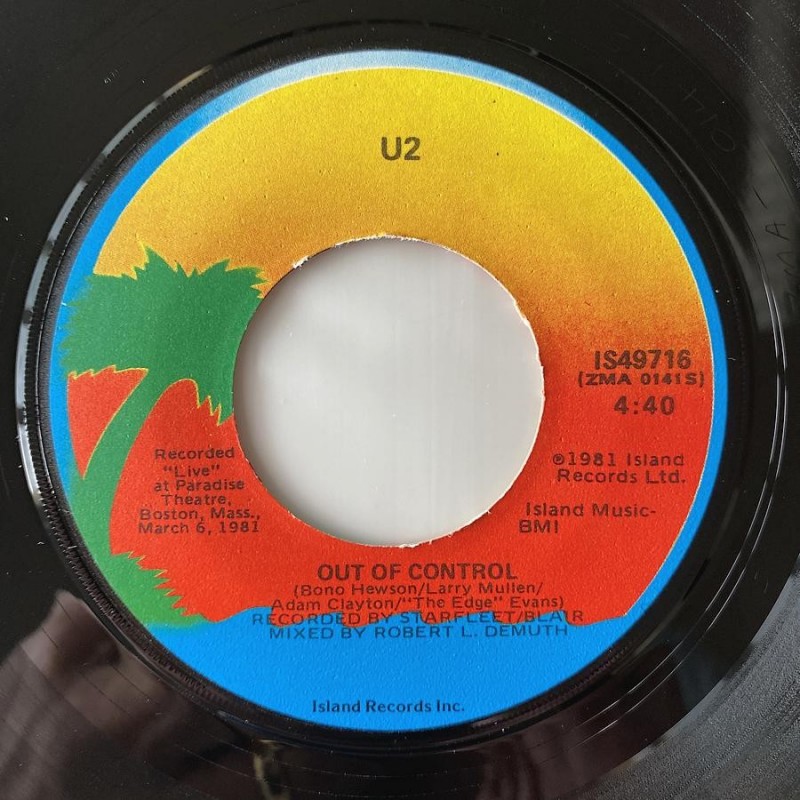 U2
IS49716
(ZMA 0141S)
4:40
Recorded
"Live"
at Paradise
Theatre,
Boston, Mass.,
March 6, 1981
℗1981 Island
Records Ltd.
Island Music-
BMI
OUT OF CONTROL
(Bono Hewson/Larry Mullen/
Adam Clayton/"The Edge" Evans)
RECORDED BY STARFLEET/BLAIR
MIXED BY ROBERT L. DEMUTH
Island Records Inc.